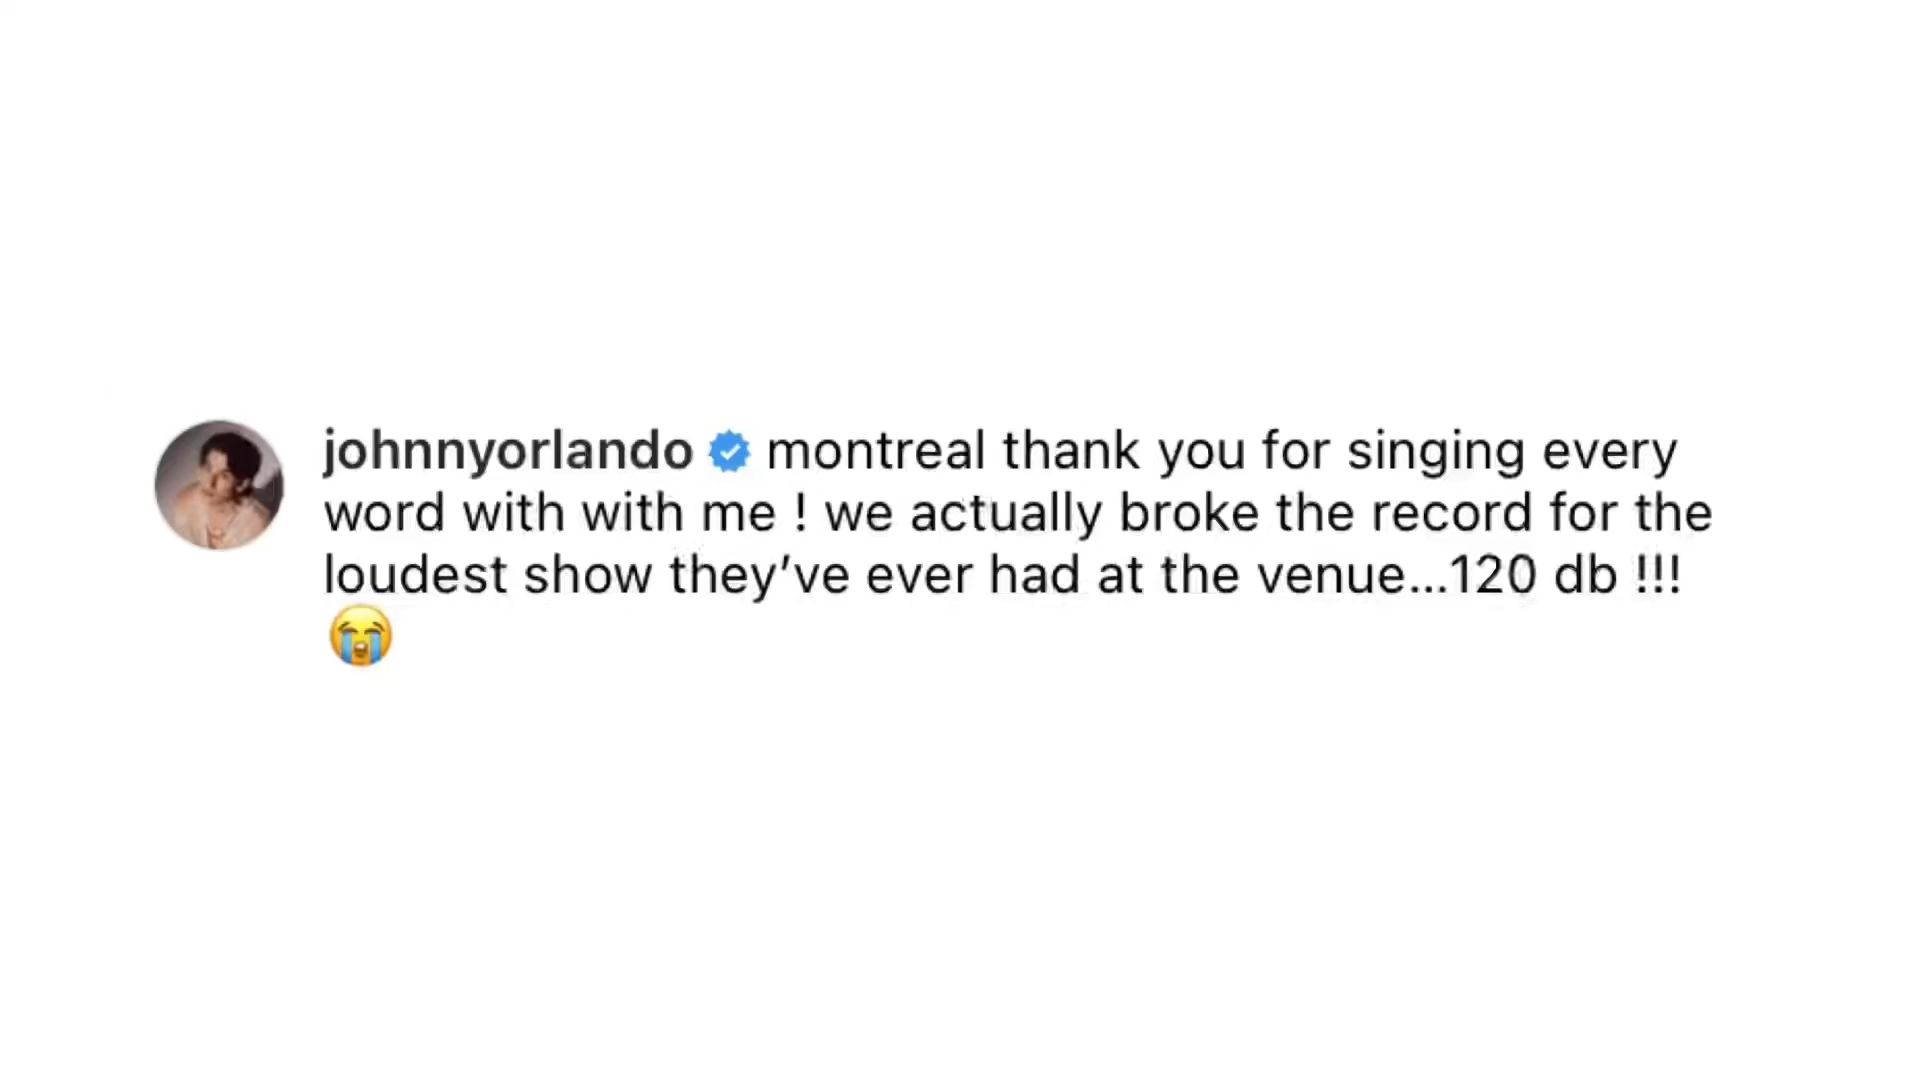 johnnyorlando montreal thank you for singing every
word with with me ! we actually broke the record for the
loudest show they’ve ever had at the venue...120 db !!!
😭